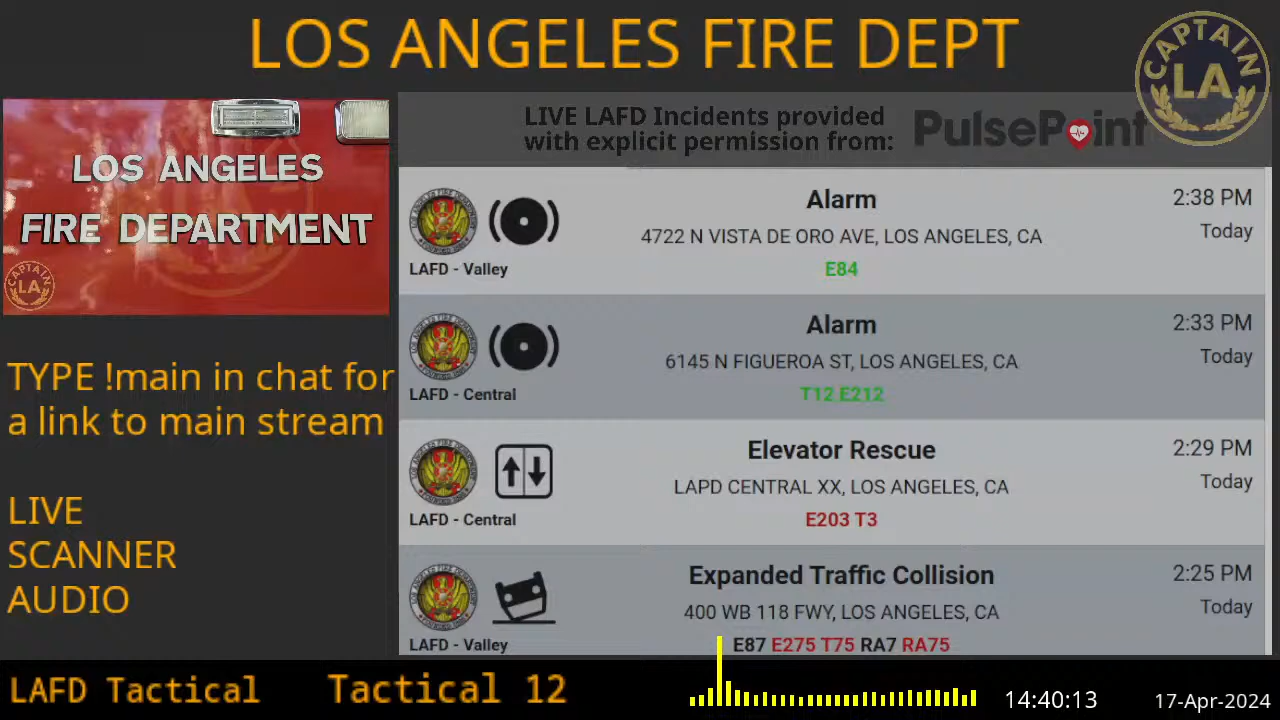 LOS ANGELES FIRE DEPT
CAPTAIN
LA
LOS ANGELES
FIRE DEPARTMENT
CAPTAIN
LA
LIVE LAFD Incidents provided
with explicit permission from:
PulsePoint
Alarm
2:38 PM
4722 N VISTA DE ORO AVE, LOS ANGELES, CA
Today
E84
LAFD - Valley
Alarm
2:33 PM
6145 N FIGUEROA ST, LOS ANGELES, CA
Today
T12 E212
LAFD - Central
Elevator Rescue
2:29 PM
LAPD CENTRAL XX, LOS ANGELES, CA
Today
E203 T3
LAFD - Central
Expanded Traffic Collision
2:25 PM
400 WB 118 FWY, LOS ANGELES, CA
Today
E87 E275 T75 RA7 RA75
LAFD - Valley
TYPE !main in chat for
a link to main stream
LIVE
SCANNER
AUDIO
LAFD Tactical
Tactical 12
14:40:13
17-Apr-2024